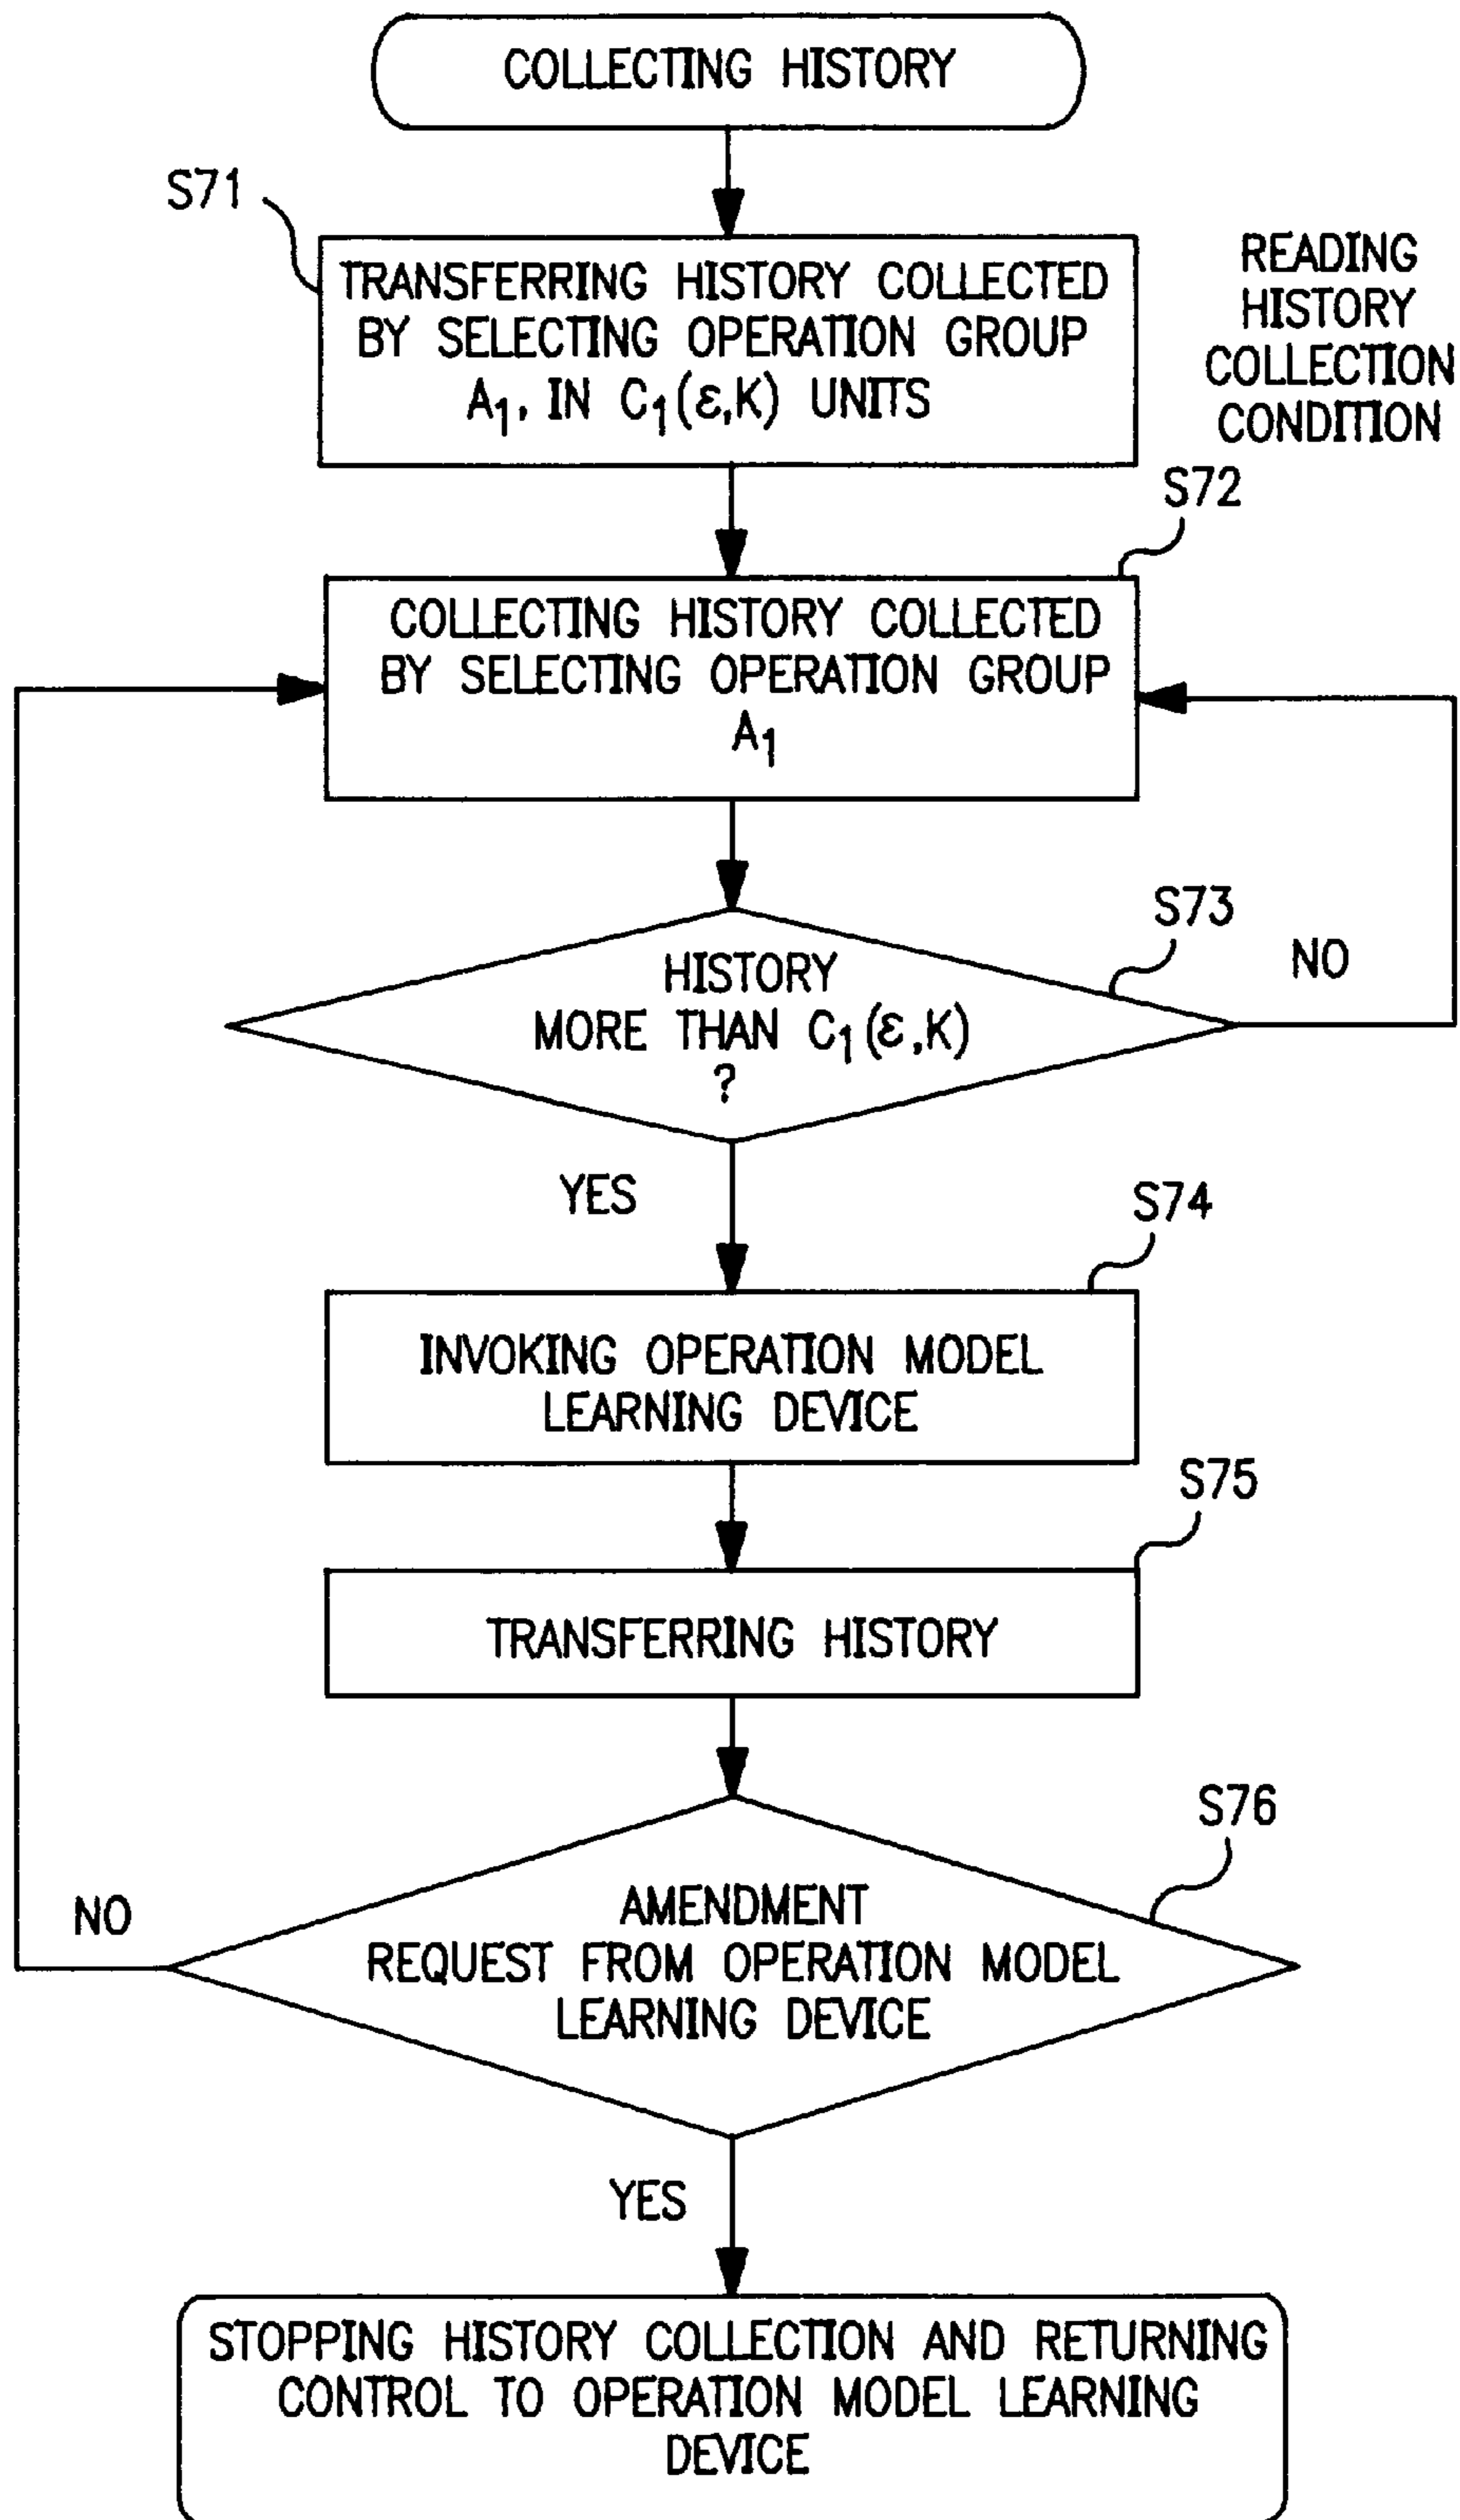 COLLECTING HISTORY
S71
TRANSFERRING HISTORY COLLECTED
BY SELECTING OPERATION GROUP
A₁, IN C₁(ε,K) UNITS
READING
HISTORY
COLLECTION
CONDITION
S72
COLLECTING HISTORY COLLECTED
BY SELECTING OPERATION GROUP
A₁
S73
NO
HISTORY
MORE THAN C₁(ε,K)
?
YES
S74
INVOKING OPERATION MODEL
LEARNING DEVICE
S75
TRANSFERRING HISTORY
S76
NO
AMENDMENT
REQUEST FROM OPERATION MODEL
LEARNING DEVICE
YES
STOPPING HISTORY COLLECTION AND RETURNING
CONTROL TO OPERATION MODEL LEARNING
DEVICE